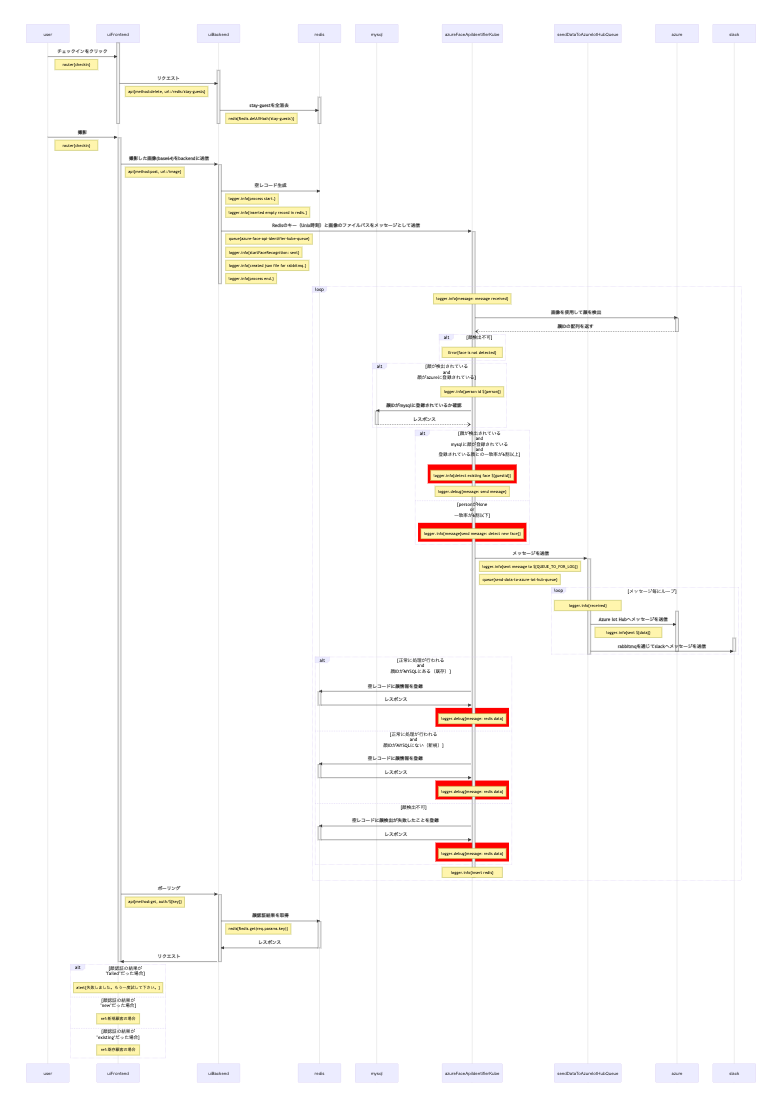 user uiFrontend uiBackend redis mysql azureFaceApiIdentifierKube sendDataToAzureIotHubQueue azure slack
チェックインをクリック
router[checkin]
リクエスト
api[method:delete, url:/redis/stay-guests]
stay-guestを全消去
redis[Redis.delAllHash('stay-guests')]
撮影
router[checkin]
撮影した画像(base64)をbackendに送信
api[method:post, url:/image]
空レコード生成
logger.info[process start.]
logger.info[inserted empty record in redis.]
Redisのキー（Unix時刻）と画像のファイルパスをメッセージとして送信
queue[azure-face-api-identifier-kube-queue]
logger.info[startFaceRecognition: sent]
logger.info[created json file for rabbitmq.]
logger.info[process end.]
loop
logger.info[message: message received]
画像を使用して顔を検出
顔IDの配列を返す
alt [顔検出不可]
Error[face is not detected]
alt [顔が検出されている
and
顔がazureに登録されている]
logger.info[person id ${person}]
顔IDがmysqlに登録されているか確認
レスポンス
alt [顔が検出されている
and
mysqlに顔が登録されている
and
登録されている顔との一致率が6割以上]
logger.info[detect existing face ${guestId}]
logger.debug[message: send message]
[personがNone
or
一致率が6割以下]
logger.info[message[send message: detect new face]]
メッセージを送信
logger.info[sent message to ${QUEUE_TO_FOR_LOG}]
queue[send-data-to-azure-iot-hub-queue]
loop [メッセージ毎にループ]
logger.info[received]
Azure Iot Hubへメッセージを送信
logger.info[sent ${data}]
rabbitmqを通じてslackへメッセージを送信
alt [正常に処理が行われる
and
顔IDがMYSQLにある（既存）]
空レコードに顔情報を登録
レスポンス
logger.debug[message: redis data]
[正常に処理が行われる
and
顔IDがMYSQLにない（新規）]
空レコードに顔情報を登録
レスポンス
logger.debug[message: redis data]
[顔検出不可]
空レコードに顔検出が失敗したことを登録
レスポンス
logger.debug[message: redis data]
logger.info[insert redis]
ポーリング
api[method:get, auth/${key}]
顔認証結果を取得
redis[Redis.get(req.params.key)]
レスポンス
リクエスト
alt [顔認証の結果が
'failed'だった場合]
alert[失敗しました。もう一度試して下さい。]
[顔認証の結果が
'new'だった場合]
ret:新規顧客の場合
[顔認証の結果が
'existing'だった場合]
ret:既存顧客の場合
user uiFrontend uiBackend redis mysql azureFaceApiIdentifierKube sendDataToAzureIotHubQueue azure slack